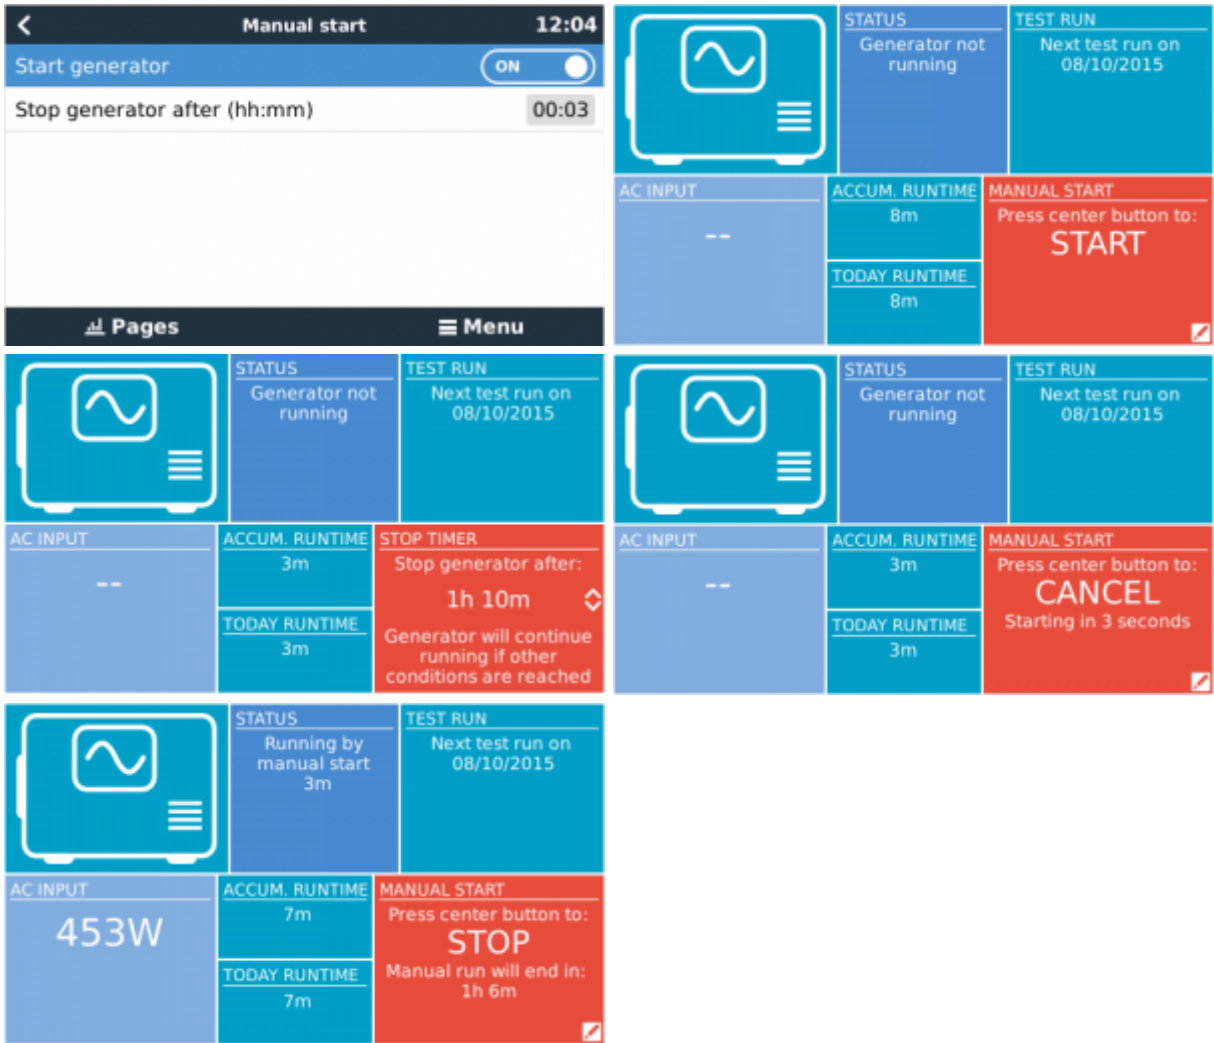 Manual start 12:04
Start generator ON
Stop generator after (hh:mm) 00:03
Pages Menu
STATUS
Generator not
running
TEST RUN
Next test run on
08/10/2015
AC INPUT
--
ACCUM. RUNTIME
8m
TODAY RUNTIME
8m
MANUAL START
Press center button to:
START
STATUS
Generator not
running
TEST RUN
Next test run on
08/10/2015
AC INPUT
--
ACCUM. RUNTIME
3m
TODAY RUNTIME
3m
STOP TIMER
Stop generator after:
1h 10m
Generator will continue
running if other
conditions are reached
STATUS
Generator not
running
TEST RUN
Next test run on
08/10/2015
AC INPUT
--
ACCUM. RUNTIME
3m
TODAY RUNTIME
3m
MANUAL START
Press center button to:
CANCEL
Starting in 3 seconds
STATUS
Running by
manual start
3m
TEST RUN
Next test run on
08/10/2015
AC INPUT
453W
ACCUM. RUNTIME
7m
TODAY RUNTIME
7m
MANUAL START
Press center button to:
STOP
Manual run will end in:
1h 6m